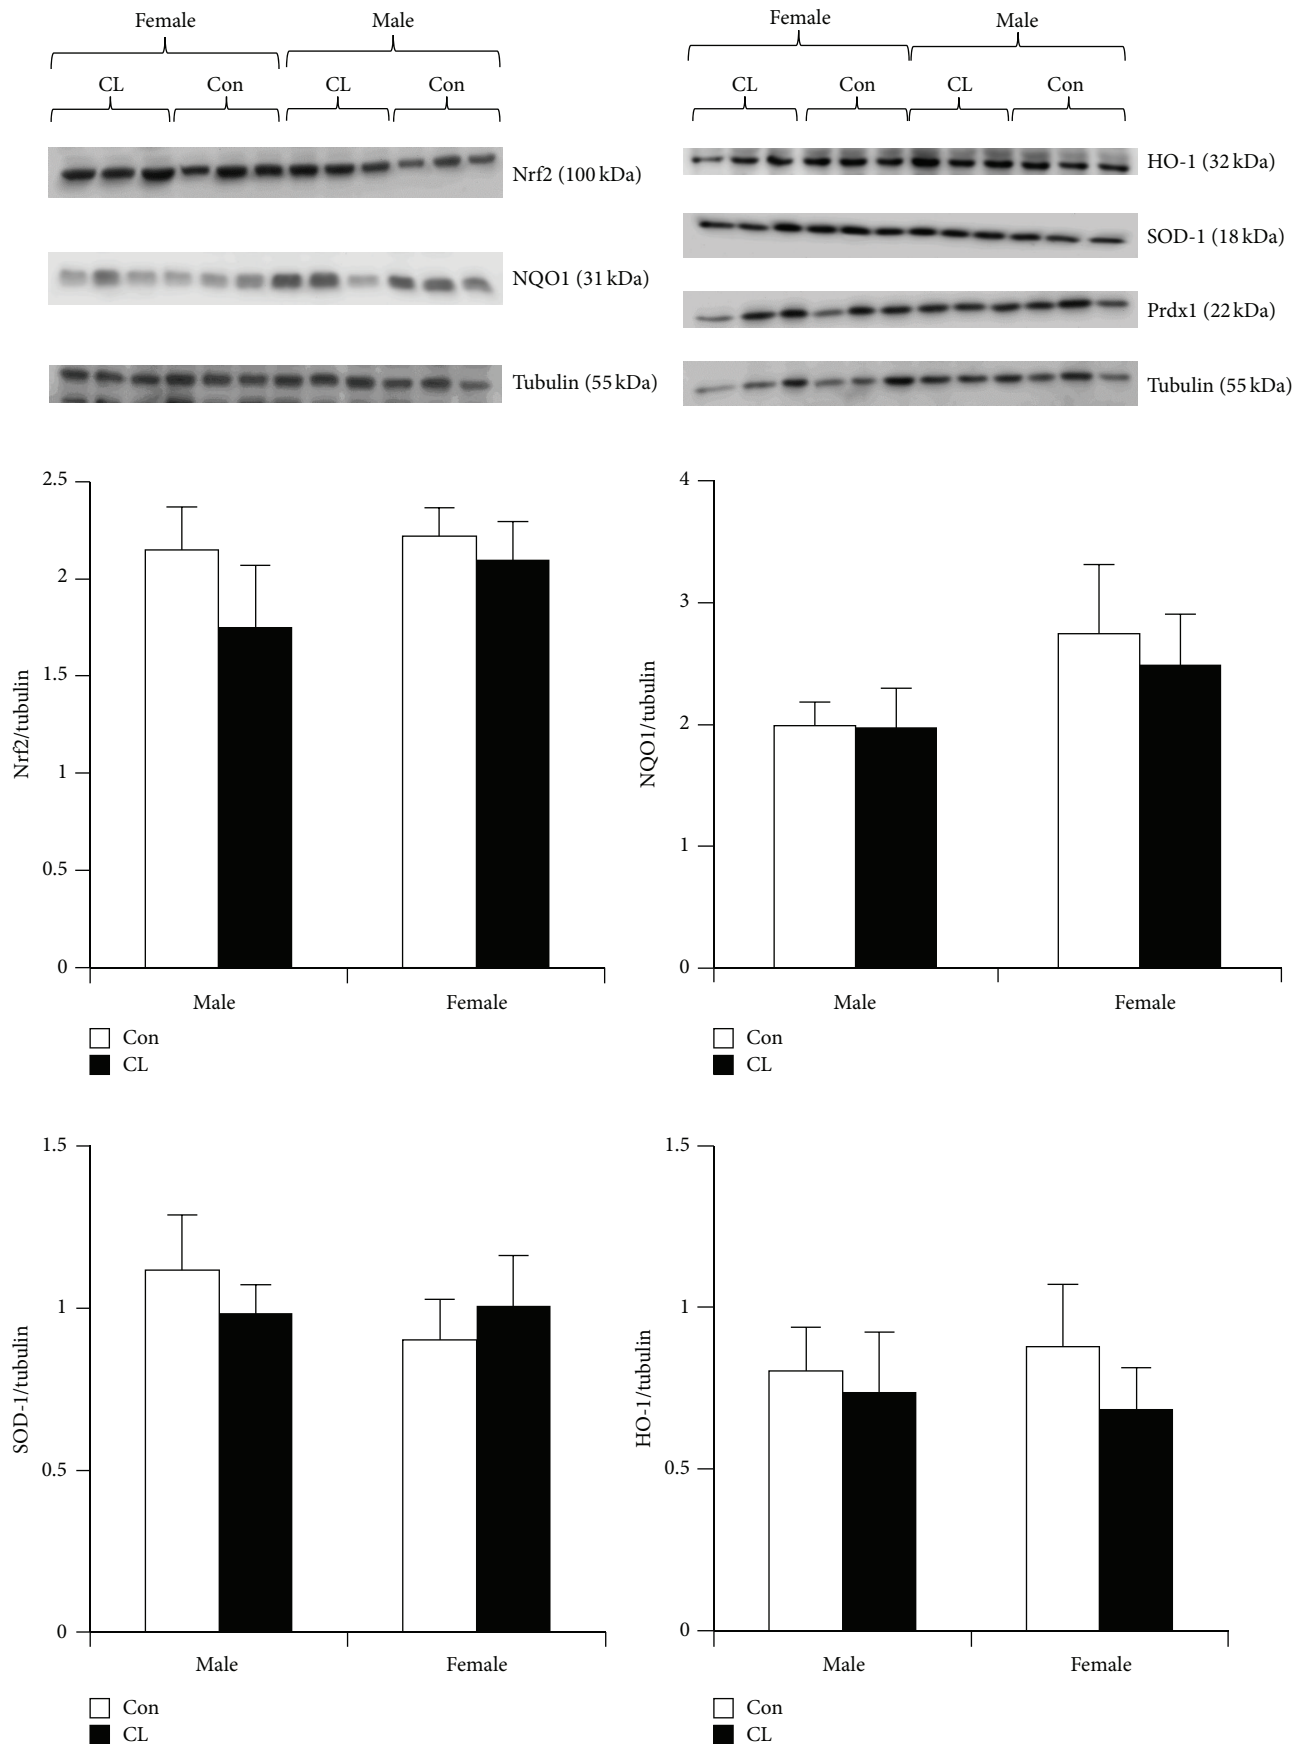 Female Male
CL Con CL Con
Nrf2 (100 kDa)
NQO1 (31 kDa)
Tubulin (55 kDa)
Female Male
CL Con CL Con
HO-1 (32 kDa)
SOD-1 (18 kDa)
Prdx1 (22 kDa)
Tubulin (55 kDa)
2.5
2
1.5
1
0.5
0
Nrf2/tubulin
Male Female
Con
CL
4
3
2
1
0
NQO1/tubulin
Male Female
Con
CL
1.5
1
0.5
0
SOD-1/tubulin
Male Female
Con
CL
1.5
1
0.5
0
HO-1/tubulin
Male Female
Con
CL